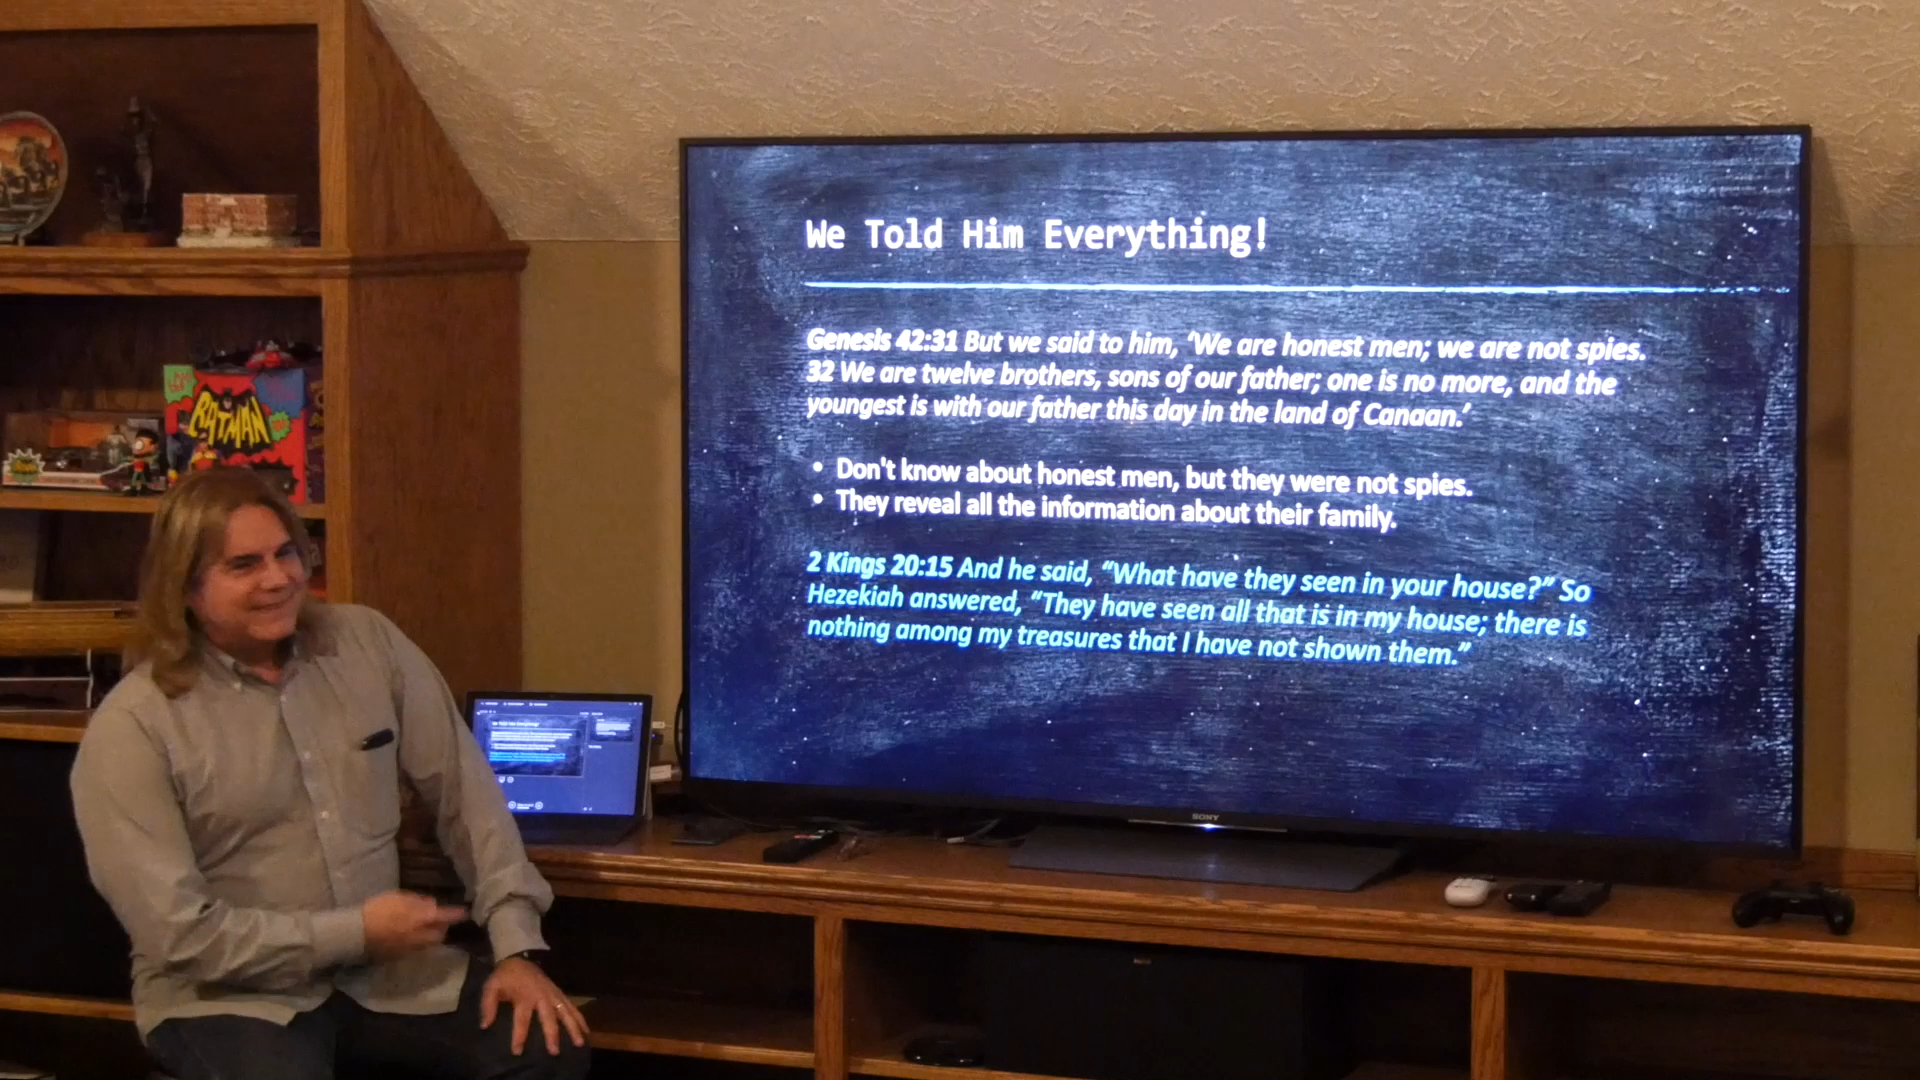 We Told Him Everything!
Genesis 42:31 But we said to him, ‘We are honest men; we are not spies.
32 We are twelve brothers, sons of our father; one is no more, and the
youngest is with our father this day in the land of Canaan.’
• Don't know about honest men, but they were not spies.
• They reveal all the information about their family.
2 Kings 20:15 And he said, “What have they seen in your house?” So
Hezekiah answered, “They have seen all that is in my house; there is
nothing among my treasures that I have not shown them.”
SONY
BATMAN
We Told Him Everything!